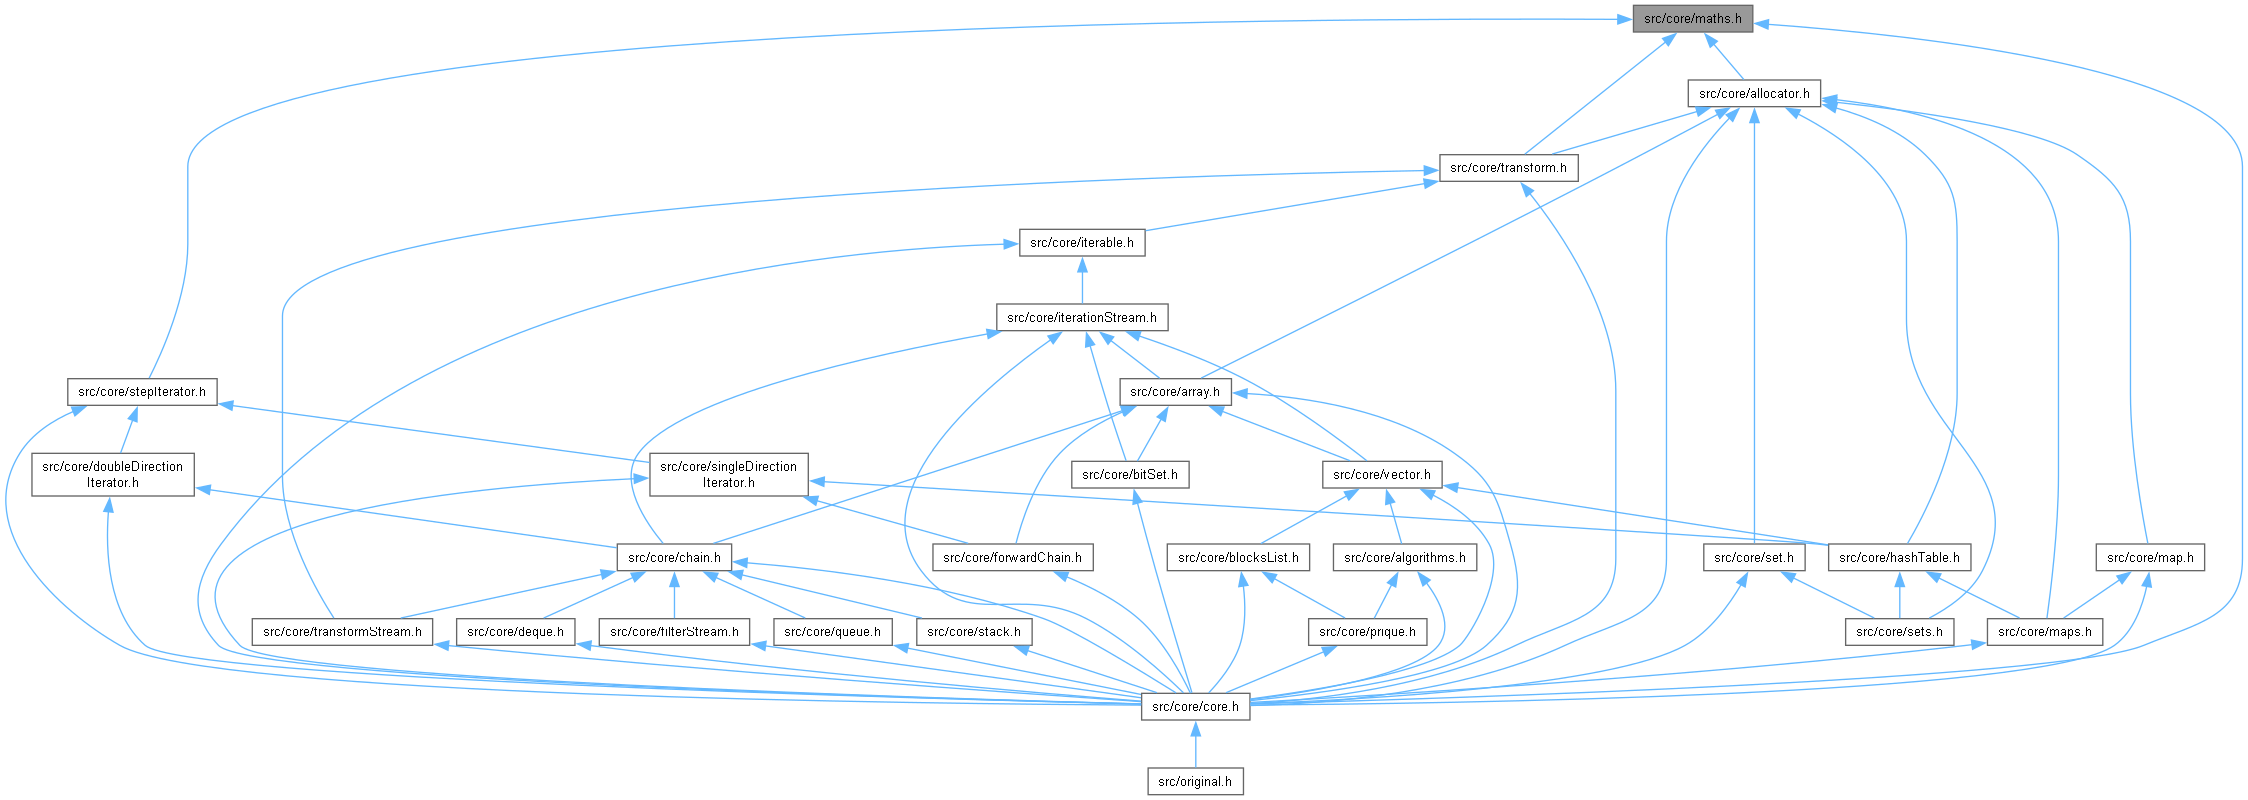 src/core/maths.h
src/core/allocator.h
src/core/transform.h
src/core/iterable.h
src/core/iterationStream.h
src/core/stepIterator.h
src/core/array.h
src/core/doubleDirection
Iterator.h
src/core/singleDirection
Iterator.h
src/core/bitSet.h
src/core/vector.h
src/core/chain.h
src/core/forwardChain.h
src/core/blocksList.h
src/core/algorithms.h
src/core/set.h
src/core/hashTable.h
src/core/map.h
src/core/transformStream.h
src/core/deque.h
src/core/filterStream.h
src/core/queue.h
src/core/stack.h
src/core/prique.h
src/core/sets.h
src/core/maps.h
src/core/core.h
src/original.h